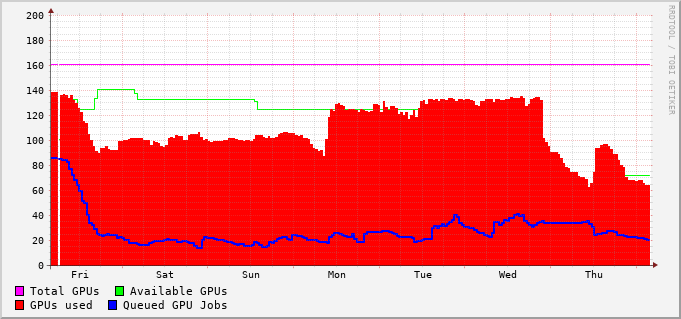 200
180
160
140
120
100
80
60
40
20
0
Fri Sat Sun Mon Tue Wed Thu
Total GPUs Available GPUs
GPUs used Queued GPU Jobs
RRDTOOL / TOBI OETIKER